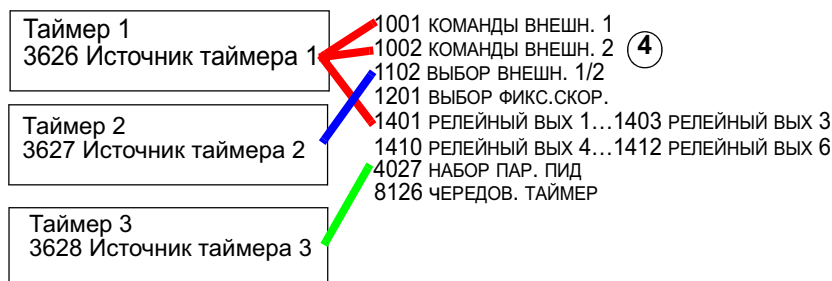 Таймер 1
3626 Источник таймера 1
Таймер 2
3627 Источник таймера 2
Таймер 3
3628 Источник таймера 3
1001 КОМАНДЫ ВНЕШН. 1
1002 КОМАНДЫ ВНЕШН. 2
4
1102 ВЫБОР ВНЕШН. 1/2
1201 ВЫБОР ФИКС.СКОР.
1401 РЕЛЕЙНЫЙ ВЫХ 1...1403 РЕЛЕЙНЫЙ ВЫХ 3
1410 РЕЛЕЙНЫЙ ВЫХ 4...1412 РЕЛЕЙНЫЙ ВЫХ 6
4027 НАБОР ПАР. ПИД
8126 ЧЕРЕДОВ. ТАЙМЕР